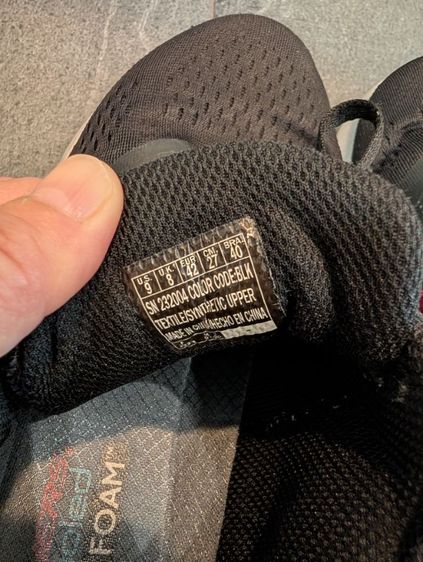 US UK EUR CM BRA
9 8 42 27 40
SN 232004 COLOR CODE:BLK
TEXTILE/SYNTHETIC UPPER
MADE IN CHINA/HECHO EN CHINA
FOAM™